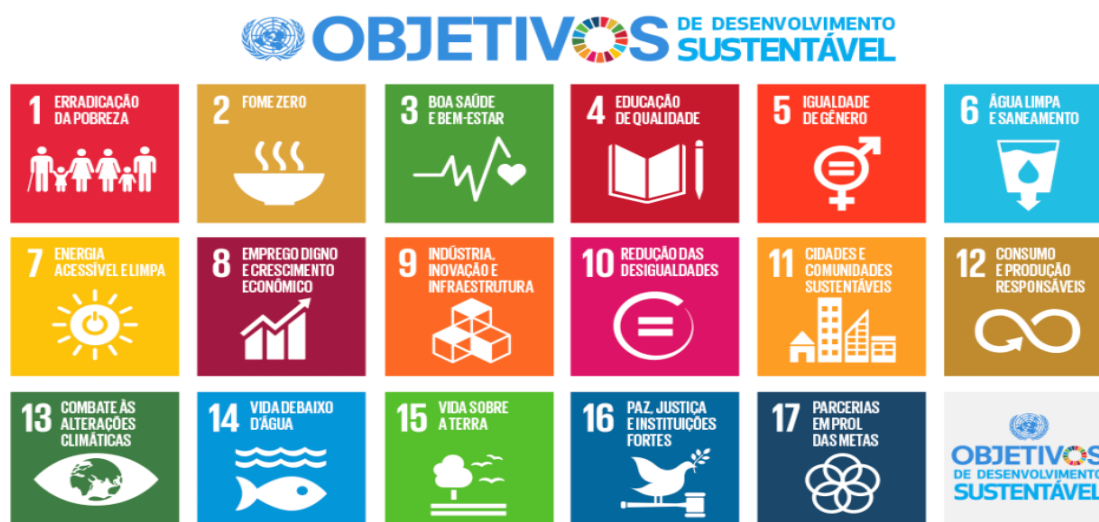 OBJETIVOS DE DESENVOLVIMENTO
SUSTENTÁVEL
1 ERRADICAÇÃO
DA POBREZA
2 FOME ZERO
3 BOA SAÚDE
E BEM-ESTAR
4 EDUCAÇÃO
DE QUALIDADE
5 IGUALDADE
DE GÊNERO
6 ÁGUA LIMPA
E SANEAMENTO
7 ENERGIA
ACESSÍVEL E LIMPA
8 EMPREGO DIGNO
E CRESCIMENTO
ECONÔMICO
9 INDÚSTRIA,
INOVAÇÃO E
INFRAESTRUTURA
10 REDUÇÃO DAS
DESIGUALDADES
11 CIDADES E
COMUNIDADES
SUSTENTÁVEIS
12 CONSUMO
E PRODUÇÃO
RESPONSÁVEIS
13 COMBATE ÀS
ALTERAÇÕES
CLIMÁTICAS
14 VIDA DEBAIXO
D'ÁGUA
15 VIDA SOBRE
A TERRA
16 PAZ, JUSTIÇA
E INSTITUIÇÕES
FORTES
17 PARCERIAS
EM PROL
DAS METAS
OBJETIVOS
DE DESENVOLVIMENTO
SUSTENTÁVEL